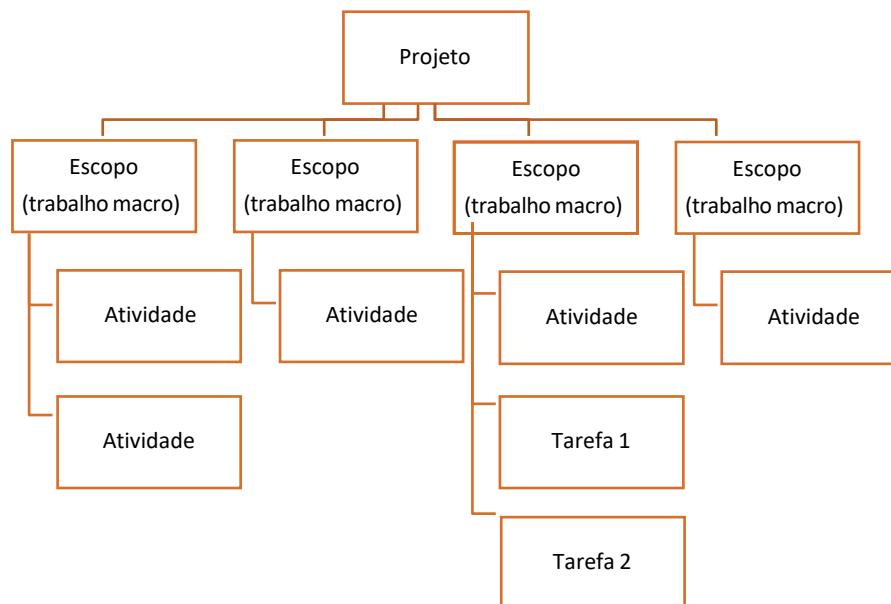 Projeto
Escopo
(trabalho macro)
Escopo
(trabalho macro)
Escopo
(trabalho macro)
Escopo
(trabalho macro)
Atividade
Atividade
Atividade
Atividade
Atividade
Tarefa 1
Tarefa 2